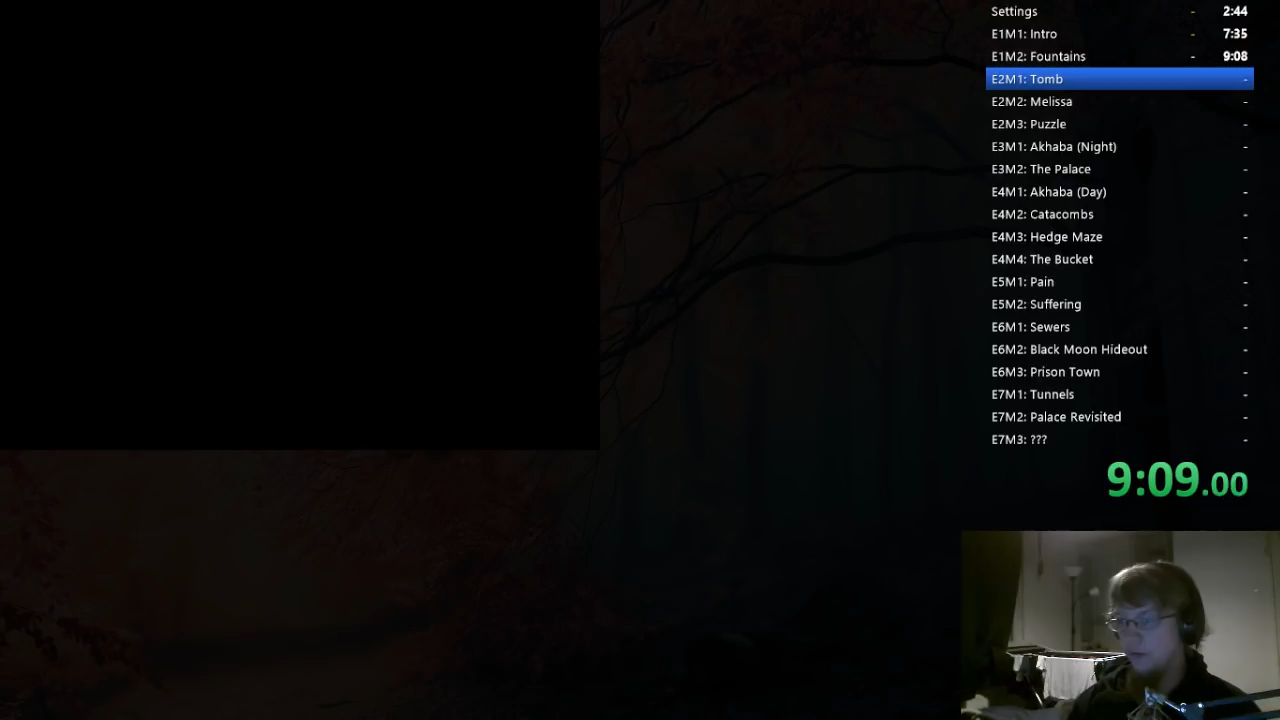 Settings - 2:44
E1M1: Intro - 7:35
E1M2: Fountains - 9:08
E2M1: Tomb -
E2M2: Melissa -
E2M3: Puzzle -
E3M1: Akhaba (Night) -
E3M2: The Palace -
E4M1: Akhaba (Day) -
E4M2: Catacombs -
E4M3: Hedge Maze -
E4M4: The Bucket -
E5M1: Pain -
E5M2: Suffering -
E6M1: Sewers -
E6M2: Black Moon Hideout -
E6M3: Prison Town -
E7M1: Tunnels -
E7M2: Palace Revisited -
E7M3: ??? -
9:09.00